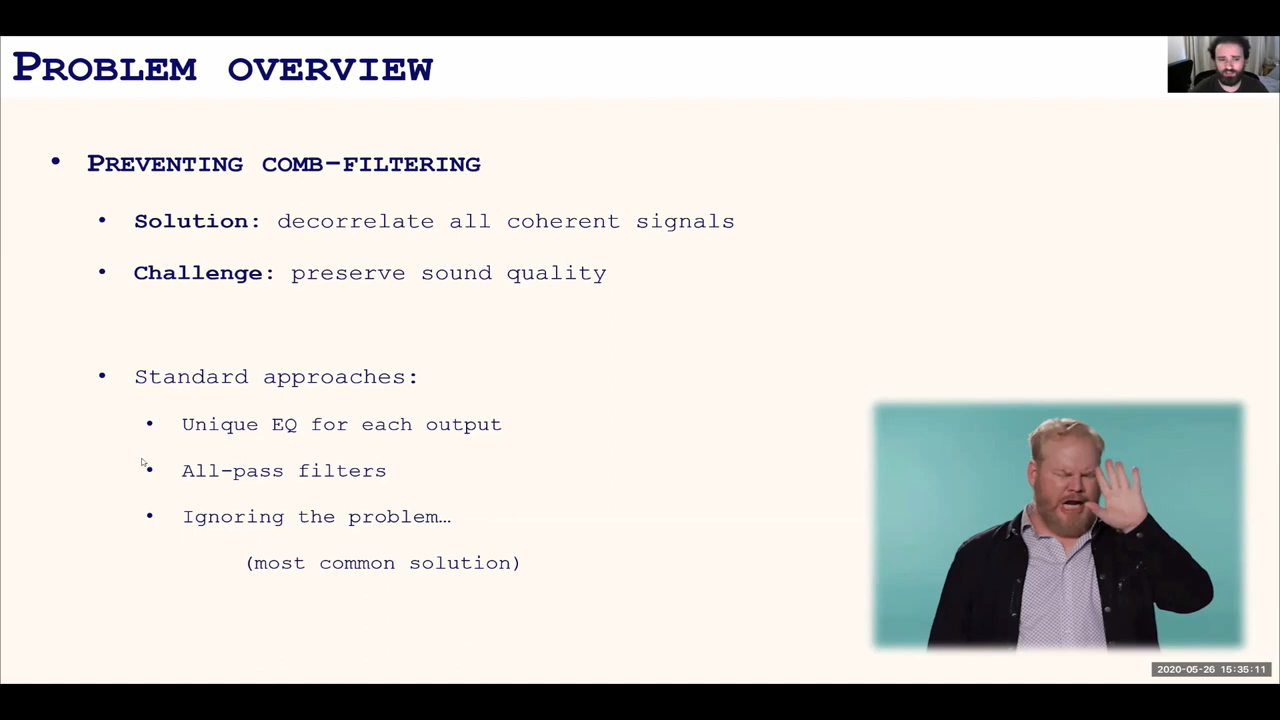 PROBLEM OVERVIEW
• PREVENTING COMB-FILTERING
• Solution: decorrelate all coherent signals
• Challenge: preserve sound quality
• Standard approaches:
• Unique EQ for each output
• All-pass filters
• Ignoring the problem…
(most common solution)
2020-05-26 15:35:11